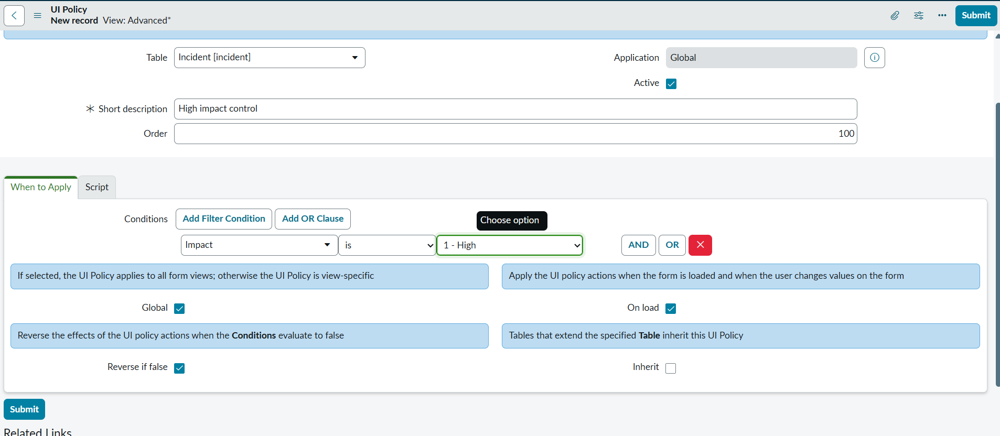 UI Policy
New record View: Advanced*
Submit
Table
Incident [incident]
Application
Global
Active
Short description
High impact control
Order
100
When to Apply
Script
Conditions
Add Filter Condition
Add OR Clause
Choose option
Impact
is
1 - High
AND
OR
If selected, the UI Policy applies to all form views; otherwise the UI Policy is view-specific
Apply the UI policy actions when the form is loaded and when the user changes values on the form
Global
On load
Reverse the effects of the UI policy actions when the Conditions evaluate to false
Tables that extend the specified Table inherit this UI Policy
Reverse if false
Inherit
Submit
Related Links